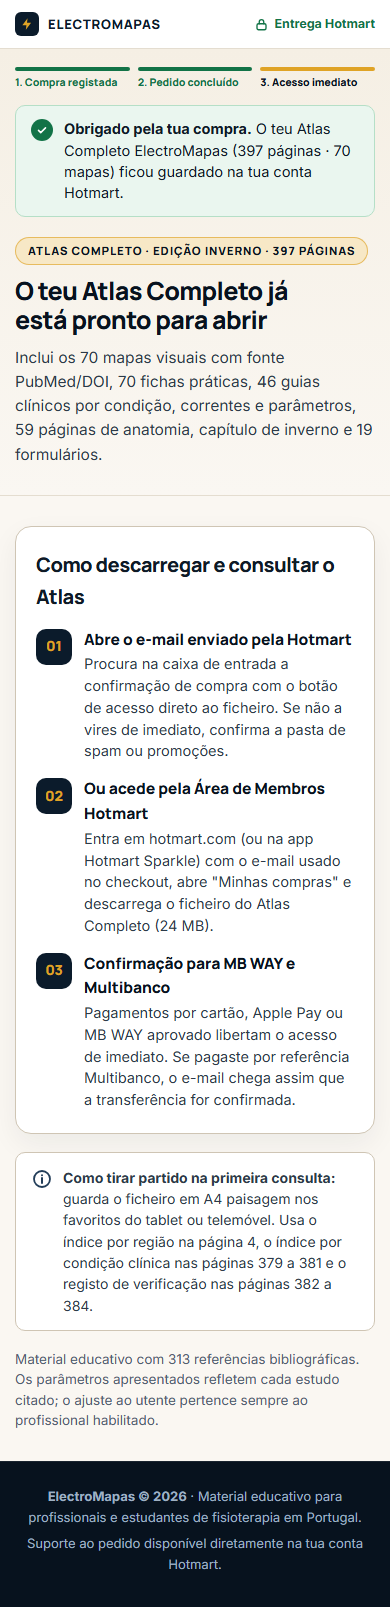 ELECTROMAPAS
Entrega Hotmart
1. Compra registada
2. Pedido concluído
3. Acesso imediato
Obrigado pela tua compra. O teu Atlas
Completo ElectroMapas (397 páginas · 70
mapas) ficou guardado na tua conta
Hotmart.
ATLAS COMPLETO · EDIÇÃO INVERNO · 397 PÁGINAS
O teu Atlas Completo já
está pronto para abrir
Inclui os 70 mapas visuais com fonte
PubMed/DOI, 70 fichas práticas, 46 guias
clínicos por condição, correntes e parâmetros,
59 páginas de anatomia, capítulo de inverno e 19
formulários.
Como descarregar e consultar o
Atlas
01
Abre o e-mail enviado pela Hotmart
Procura na caixa de entrada a
confirmação de compra com o botão
de acesso direto ao ficheiro. Se não a
vires de imediato, confirma a pasta de
spam ou promoções.
02
Ou acede pela Área de Membros
Hotmart
Entra em hotmart.com (ou na app
Hotmart Sparkle) com o e-mail usado
no checkout, abre "Minhas compras" e
descarrega o ficheiro do Atlas
Completo (24 MB).
03
Confirmação para MB WAY e
Multibanco
Pagamentos por cartão, Apple Pay ou
MB WAY aprovado libertam o acesso
de imediato. Se pagaste por referência
Multibanco, o e-mail chega assim que
a transferência for confirmada.
Como tirar partido na primeira consulta:
guarda o ficheiro em A4 paisagem nos
favoritos do tablet ou telemóvel. Usa o
índice por região na página 4, o índice por
condição clínica nas páginas 379 a 381 e o
registo de verificação nas páginas 382 a
384.
Material educativo com 313 referências bibliográficas.
Os parâmetros apresentados refletem cada estudo
citado; o ajuste ao utente pertence sempre ao
profissional habilitado.
ElectroMapas © 2026 · Material educativo para
profissionais e estudantes de fisioterapia em Portugal.
Suporte ao pedido disponível diretamente na tua conta
Hotmart.